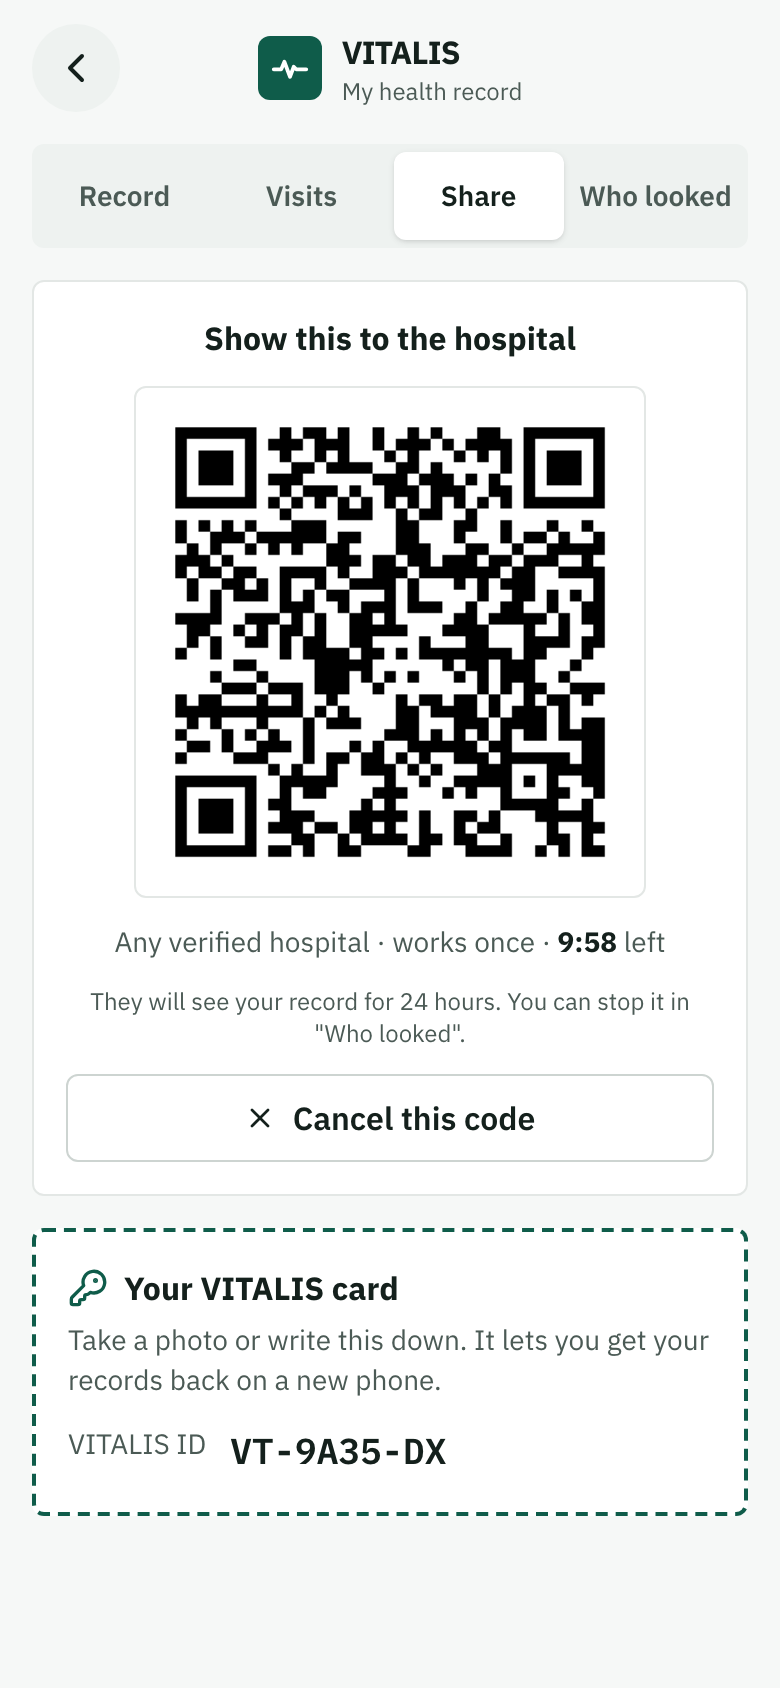 VITALIS
My health record
Record
Visits
Share
Who looked
Show this to the hospital
Any verified hospital · works once · 9:58 left
They will see your record for 24 hours. You can stop it in
"Who looked".
Cancel this code
Your VITALIS card
Take a photo or write this down. It lets you get your
records back on a new phone.
VITALIS ID VT-9A35-DX